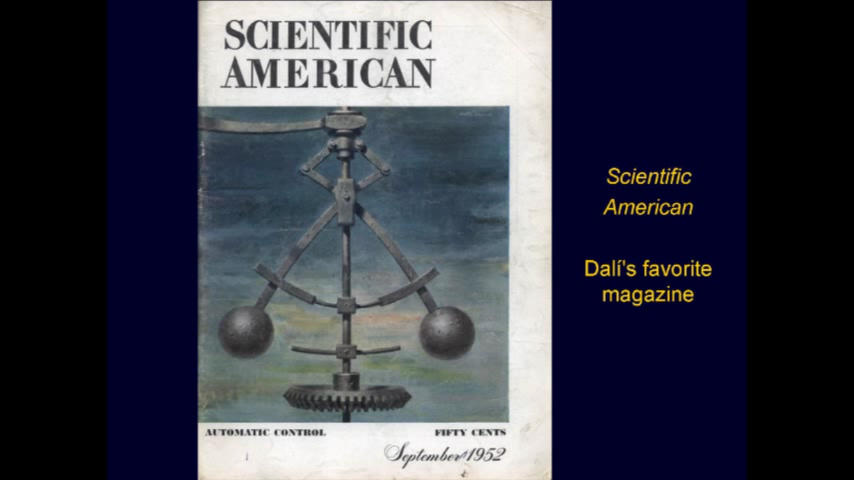 SCIENTIFIC
AMERICAN
AUTOMATIC CONTROL
FIFTY CENTS
September 1952
Scientific
American
Dalí's favorite
magazine